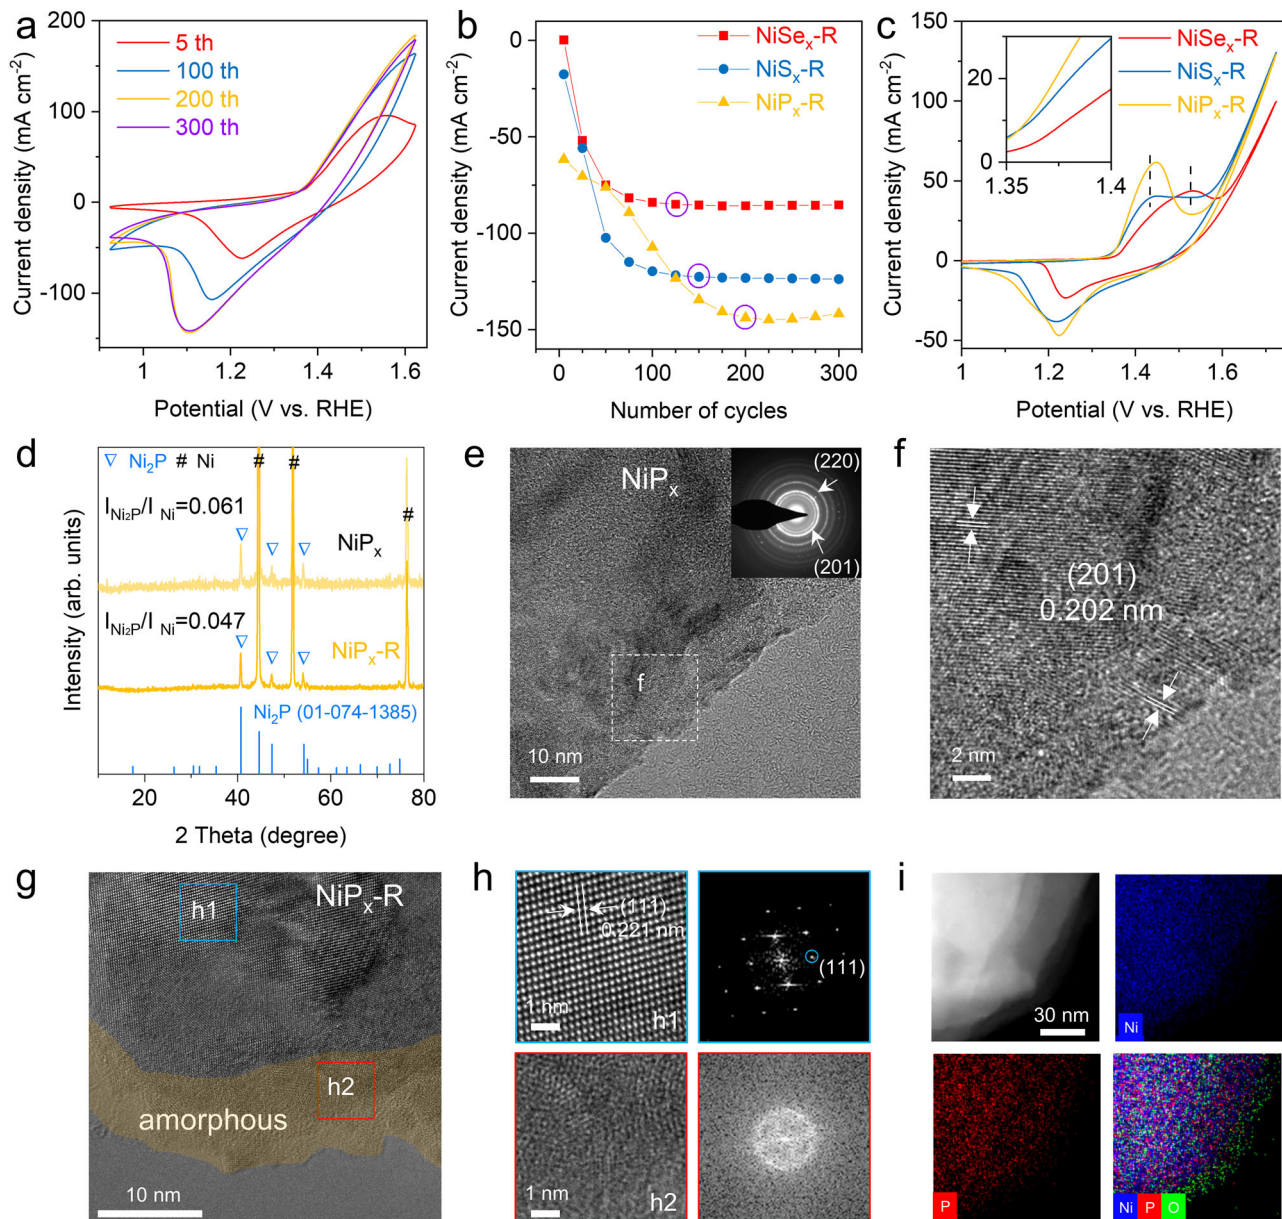 a
5 th
100 th
200 th
300 th
200
100
0
-100
1
1.2
1.4
1.6
Current density (mA cm⁻²)
Potential (V vs. RHE)
b
NiSeₓ-R
NiSₓ-R
NiPₓ-R
0
-50
-100
-150
0
100
200
300
Current density (mA cm⁻²)
Number of cycles
c
NiSeₓ-R
NiSₓ-R
NiPₓ-R
20
0
1.35
1.4
150
100
50
0
-50
1
1.2
1.4
1.6
Current density (mA cm⁻²)
Potential (V vs. RHE)
d
Ni₂P # Ni
# # #
I Ni₂P/I Ni=0.061
NiPₓ
I Ni₂P/I Ni=0.047
NiPₓ-R
Ni₂P (01-074-1385)
20
40
60
80
Intensity (arb. units)
2 Theta (degree)
e
NiPₓ
(220)
(201)
f
10 nm
f
(201)
0.202 nm
2 nm
g
NiPₓ-R
h1
h2
amorphous
10 nm
h
(111)
0.221 nm
1 nm
h1
(111)
1 nm
h2
i
30 nm
Ni
P
Ni P O